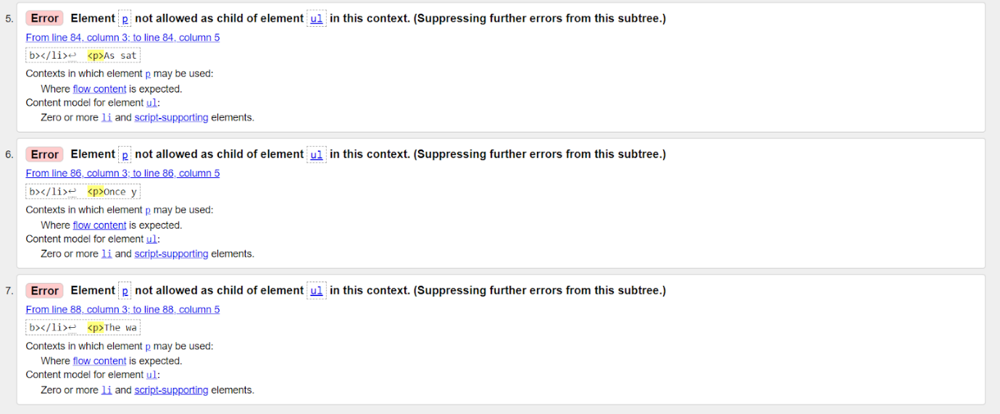 5. Error Element p not allowed as child of element ul in this context. (Suppressing further errors from this subtree.)
From line 84, column 3; to line 84, column 5
b></li>↩ <p>As sat
Contexts in which element p may be used:
Where flow content is expected.
Content model for element ul:
Zero or more li and script-supporting elements.
6. Error Element p not allowed as child of element ul in this context. (Suppressing further errors from this subtree.)
From line 86, column 3; to line 86, column 5
b></li>↩ <p>Once y
Contexts in which element p may be used:
Where flow content is expected.
Content model for element ul:
Zero or more li and script-supporting elements.
7. Error Element p not allowed as child of element ul in this context. (Suppressing further errors from this subtree.)
From line 88, column 3; to line 88, column 5
b></li>↩ <p>The wa
Contexts in which element p may be used:
Where flow content is expected.
Content model for element ul:
Zero or more li and script-supporting elements.